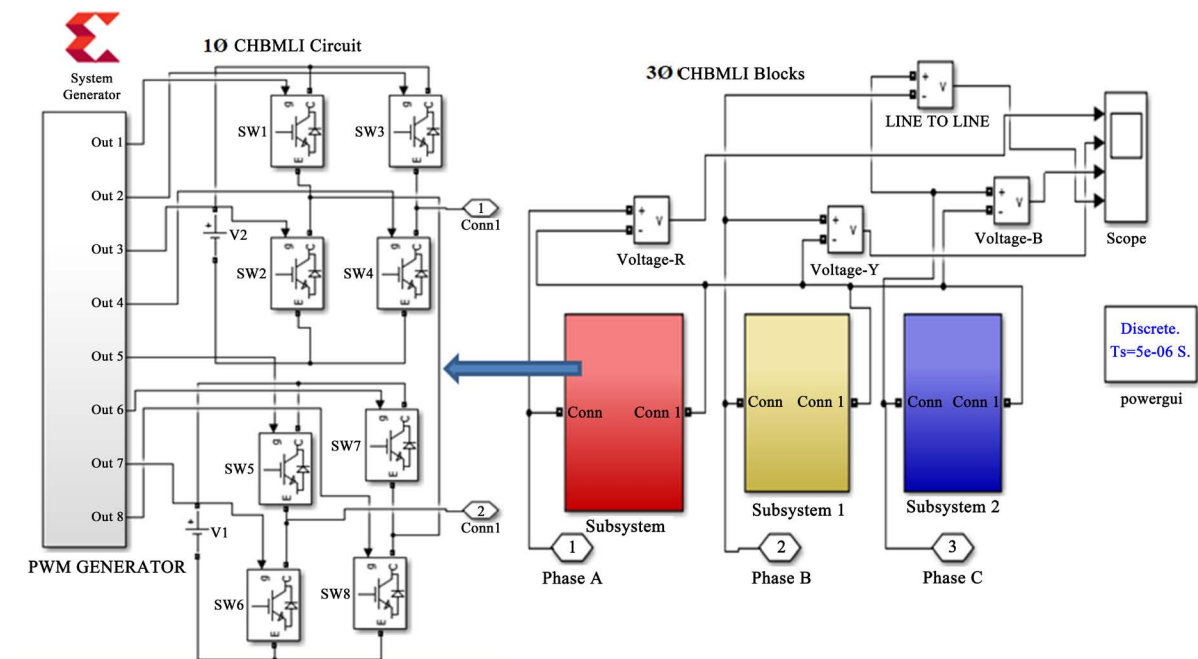 1Ø CHBMLI Circuit
System
Generator
Out 1
Out 2
Out 3
Out 4
Out 5
Out 6
Out 7
Out 8
PWM GENERATOR
g
C
E
SW1
g
C
E
SW3
+
V2
1
Conn1
g
C
E
SW2
g
C
E
SW4
g
C
E
SW5
g
C
E
SW7
+
V1
2
Conn1
g
C
E
SW6
g
C
E
SW8
3Ø CHBMLI Blocks
+
-
V
LINE TO LINE
+
-
V
Voltage-R
+
-
V
Voltage-Y
+
-
V
Voltage-B
Scope
Conn Conn 1
Subsystem
Conn Conn 1
Subsystem 1
Conn Conn 1
Subsystem 2
1
Phase A
2
Phase B
3
Phase C
Discrete.
Ts=5e-06 S.
powergui